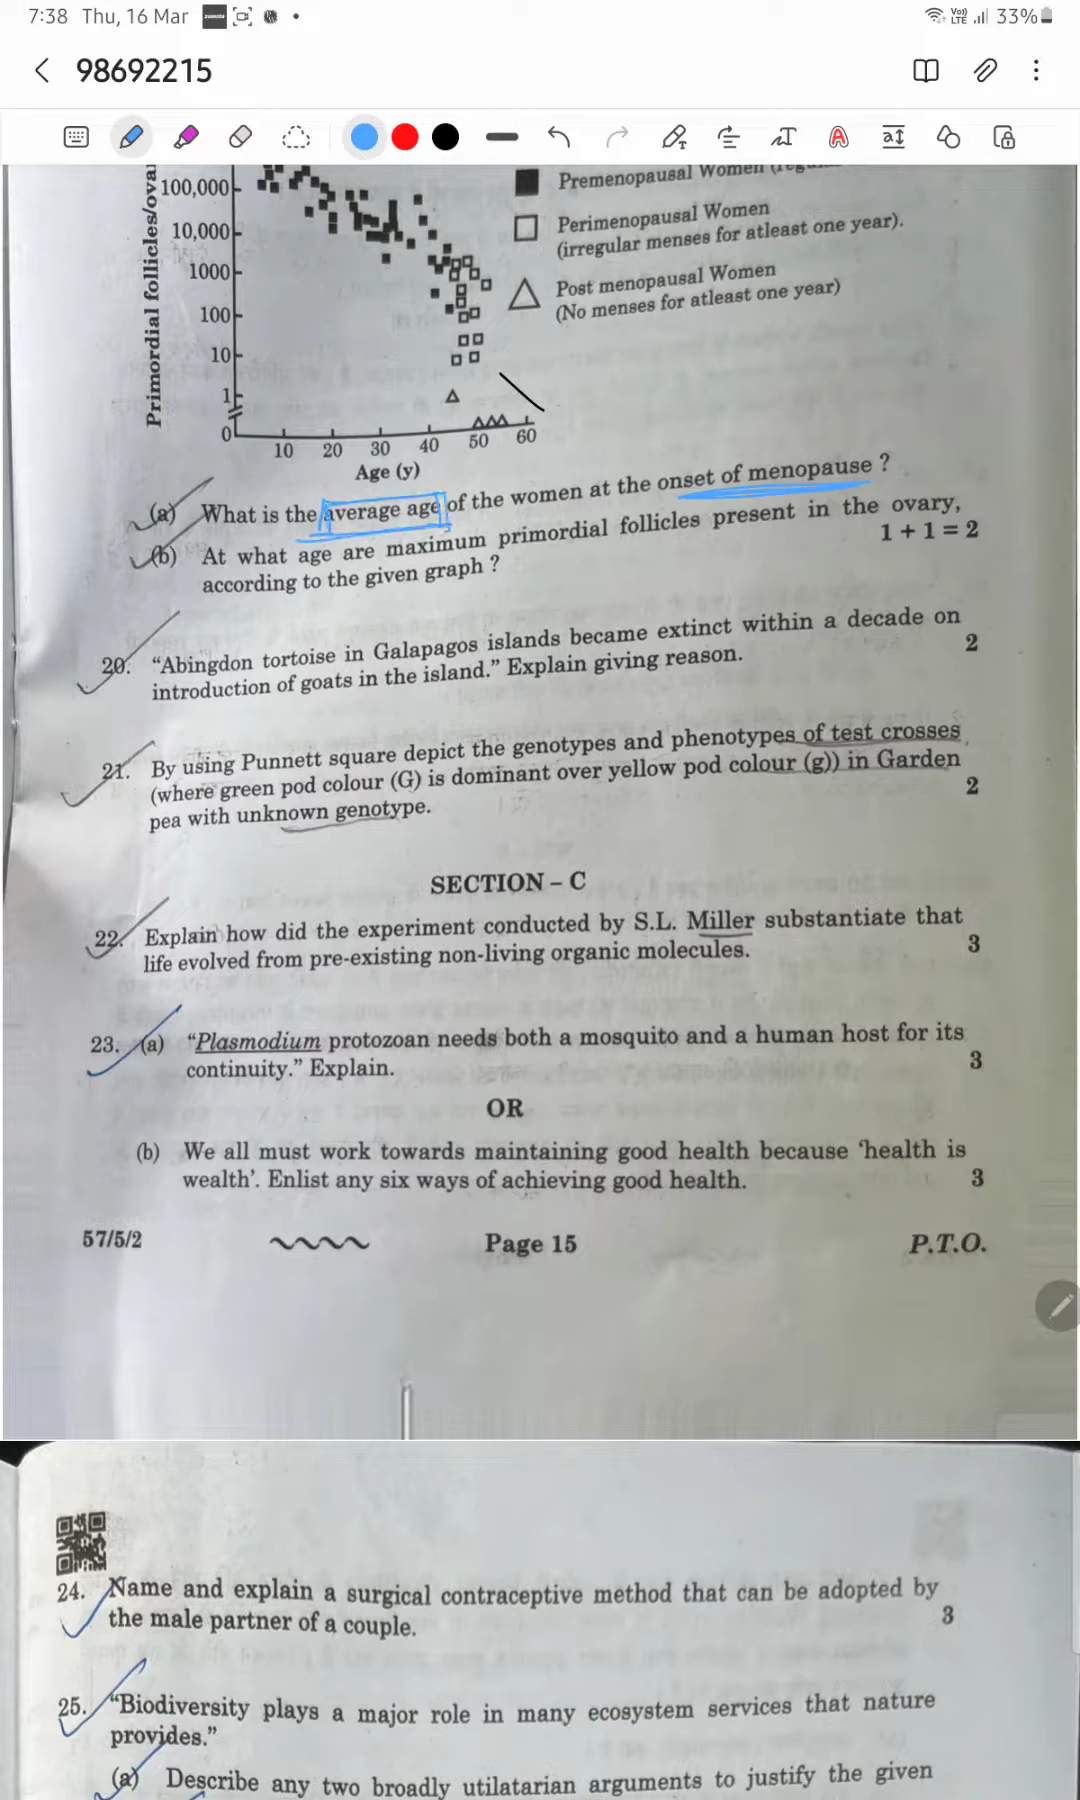 7:38 Thu, 16 Mar
33%
98692215
Primordial follicles/ova
100,000
10,000
1000
100
10
1
0
10 20 30 40 50 60
Age (y)
Premenopausal Women
Perimenopausal Women
(irregular menses for atleast one year).
Post menopausal Women
(No menses for atleast one year)
(a) What is the average age of the women at the onset of menopause ?
(b) At what age are maximum primordial follicles present in the ovary,
according to the given graph ? 1 + 1 = 2
20. “Abingdon tortoise in Galapagos islands became extinct within a decade on
introduction of goats in the island.” Explain giving reason. 2
21. By using Punnett square depict the genotypes and phenotypes of test crosses
(where green pod colour (G) is dominant over yellow pod colour (g)) in Garden
pea with unknown genotype. 2
SECTION – C
22. Explain how did the experiment conducted by S.L. Miller substantiate that
life evolved from pre-existing non-living organic molecules. 3
23. (a) “Plasmodium protozoan needs both a mosquito and a human host for its
continuity.” Explain. 3
OR
(b) We all must work towards maintaining good health because ‘health is
wealth’. Enlist any six ways of achieving good health. 3
57/5/2 Page 15 P.T.O.
24. Name and explain a surgical contraceptive method that can be adopted by
the male partner of a couple. 3
25. “Biodiversity plays a major role in many ecosystem services that nature
provides.”
(a) Describe any two broadly utilatarian arguments to justify the given